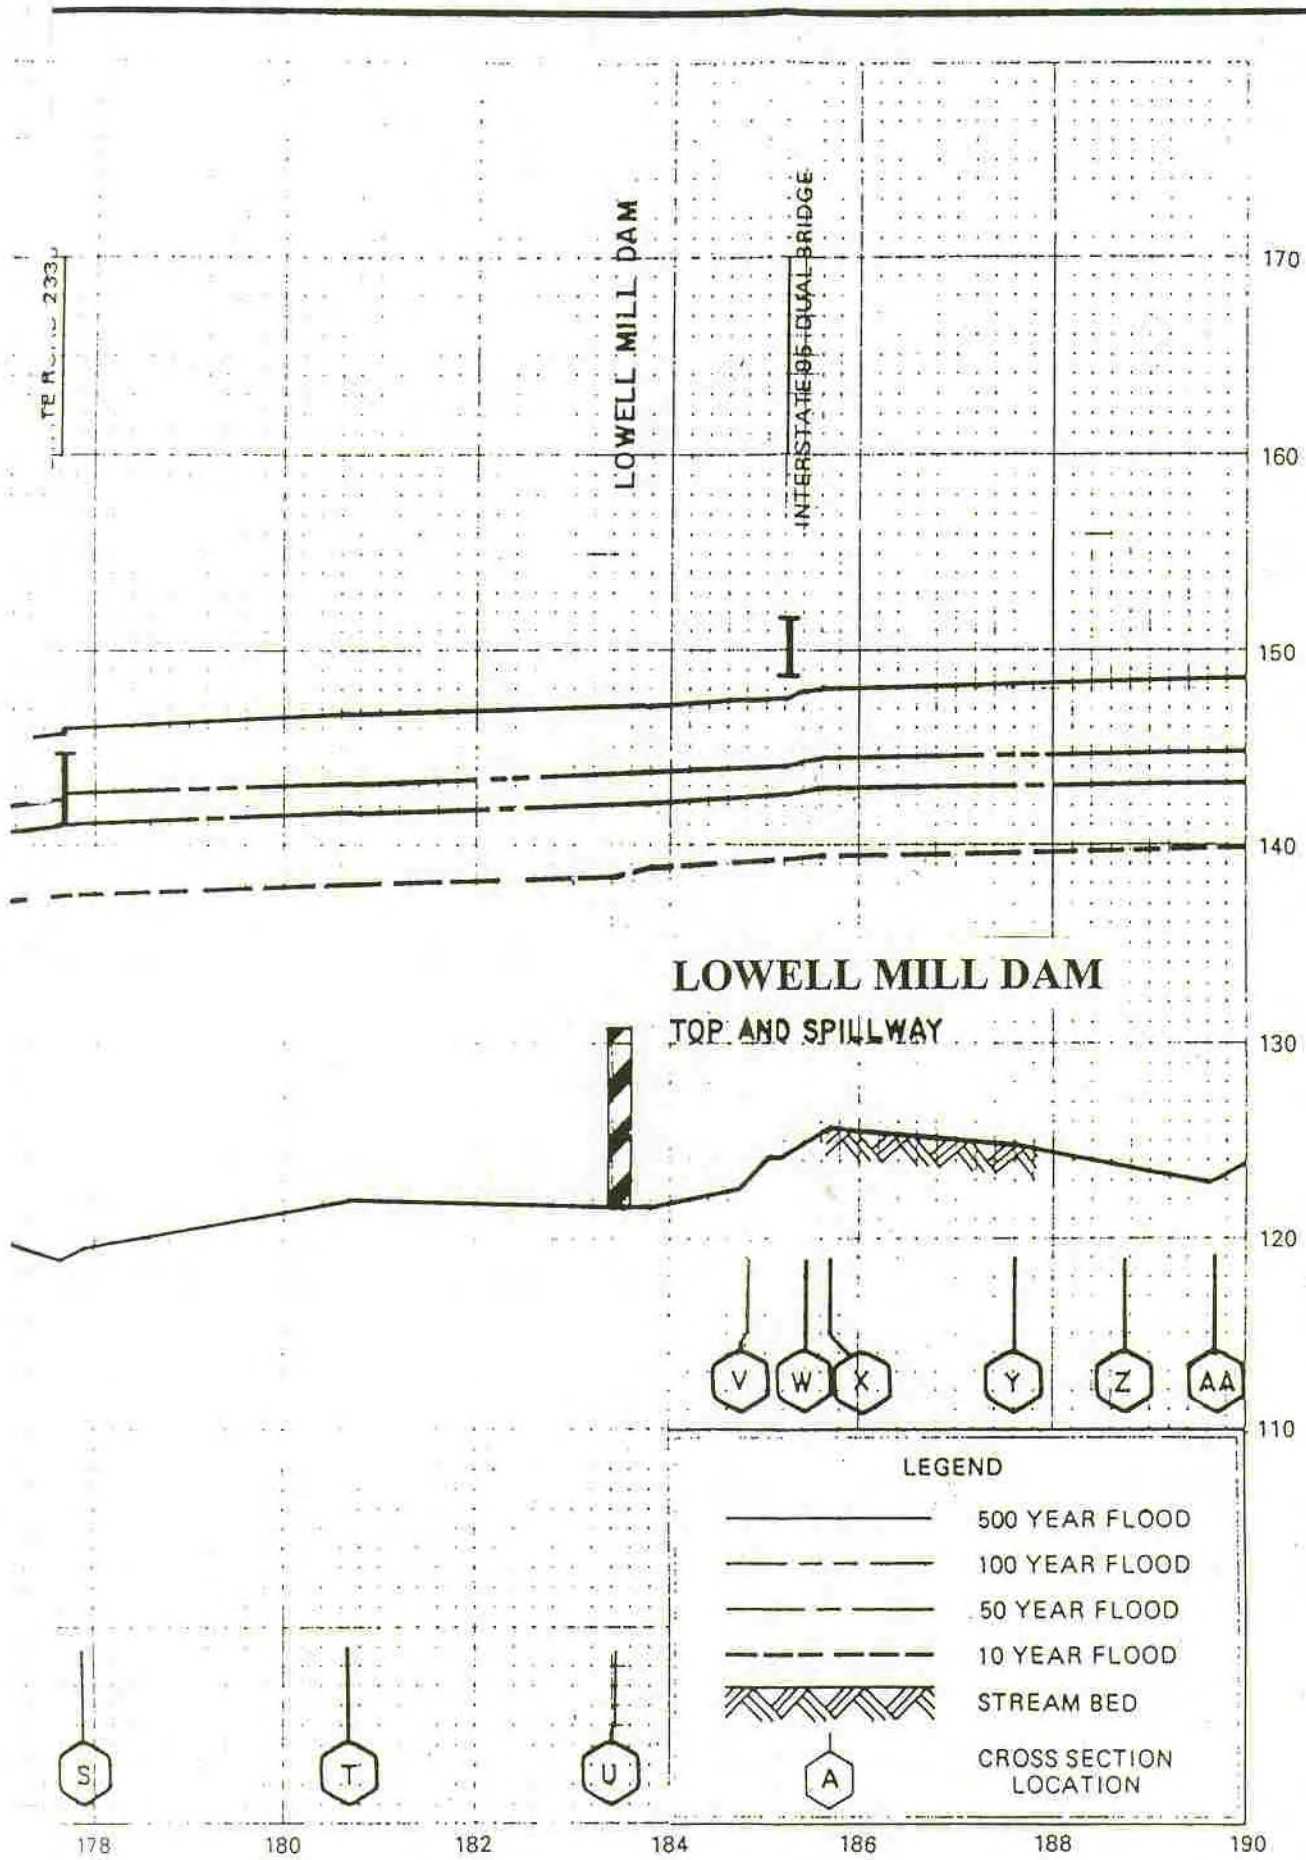 LOWELL MILL DAM
INTERSTATE 95 DUAL BRIDGE
170
160
150
140
LOWELL MILL DAM
TOP AND SPILLWAY
130
120
V W X Y Z AA
110
LEGEND
500 YEAR FLOOD
100 YEAR FLOOD
50 YEAR FLOOD
10 YEAR FLOOD
STREAM BED
A CROSS SECTION
LOCATION
S T U
178 180 182 184 186 188 190